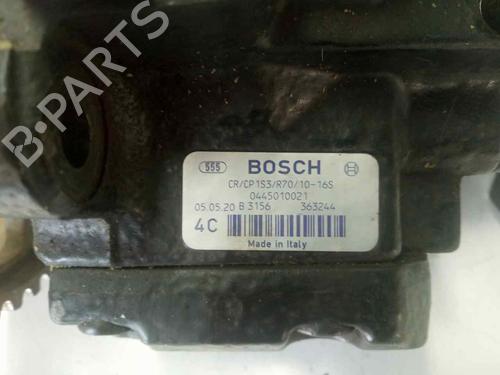 B-PARTS
555 BOSCH
CR/CP1S3/R70/10-16S
0445010021
05.05.20 B 3156 363244
4C
Made in Italy